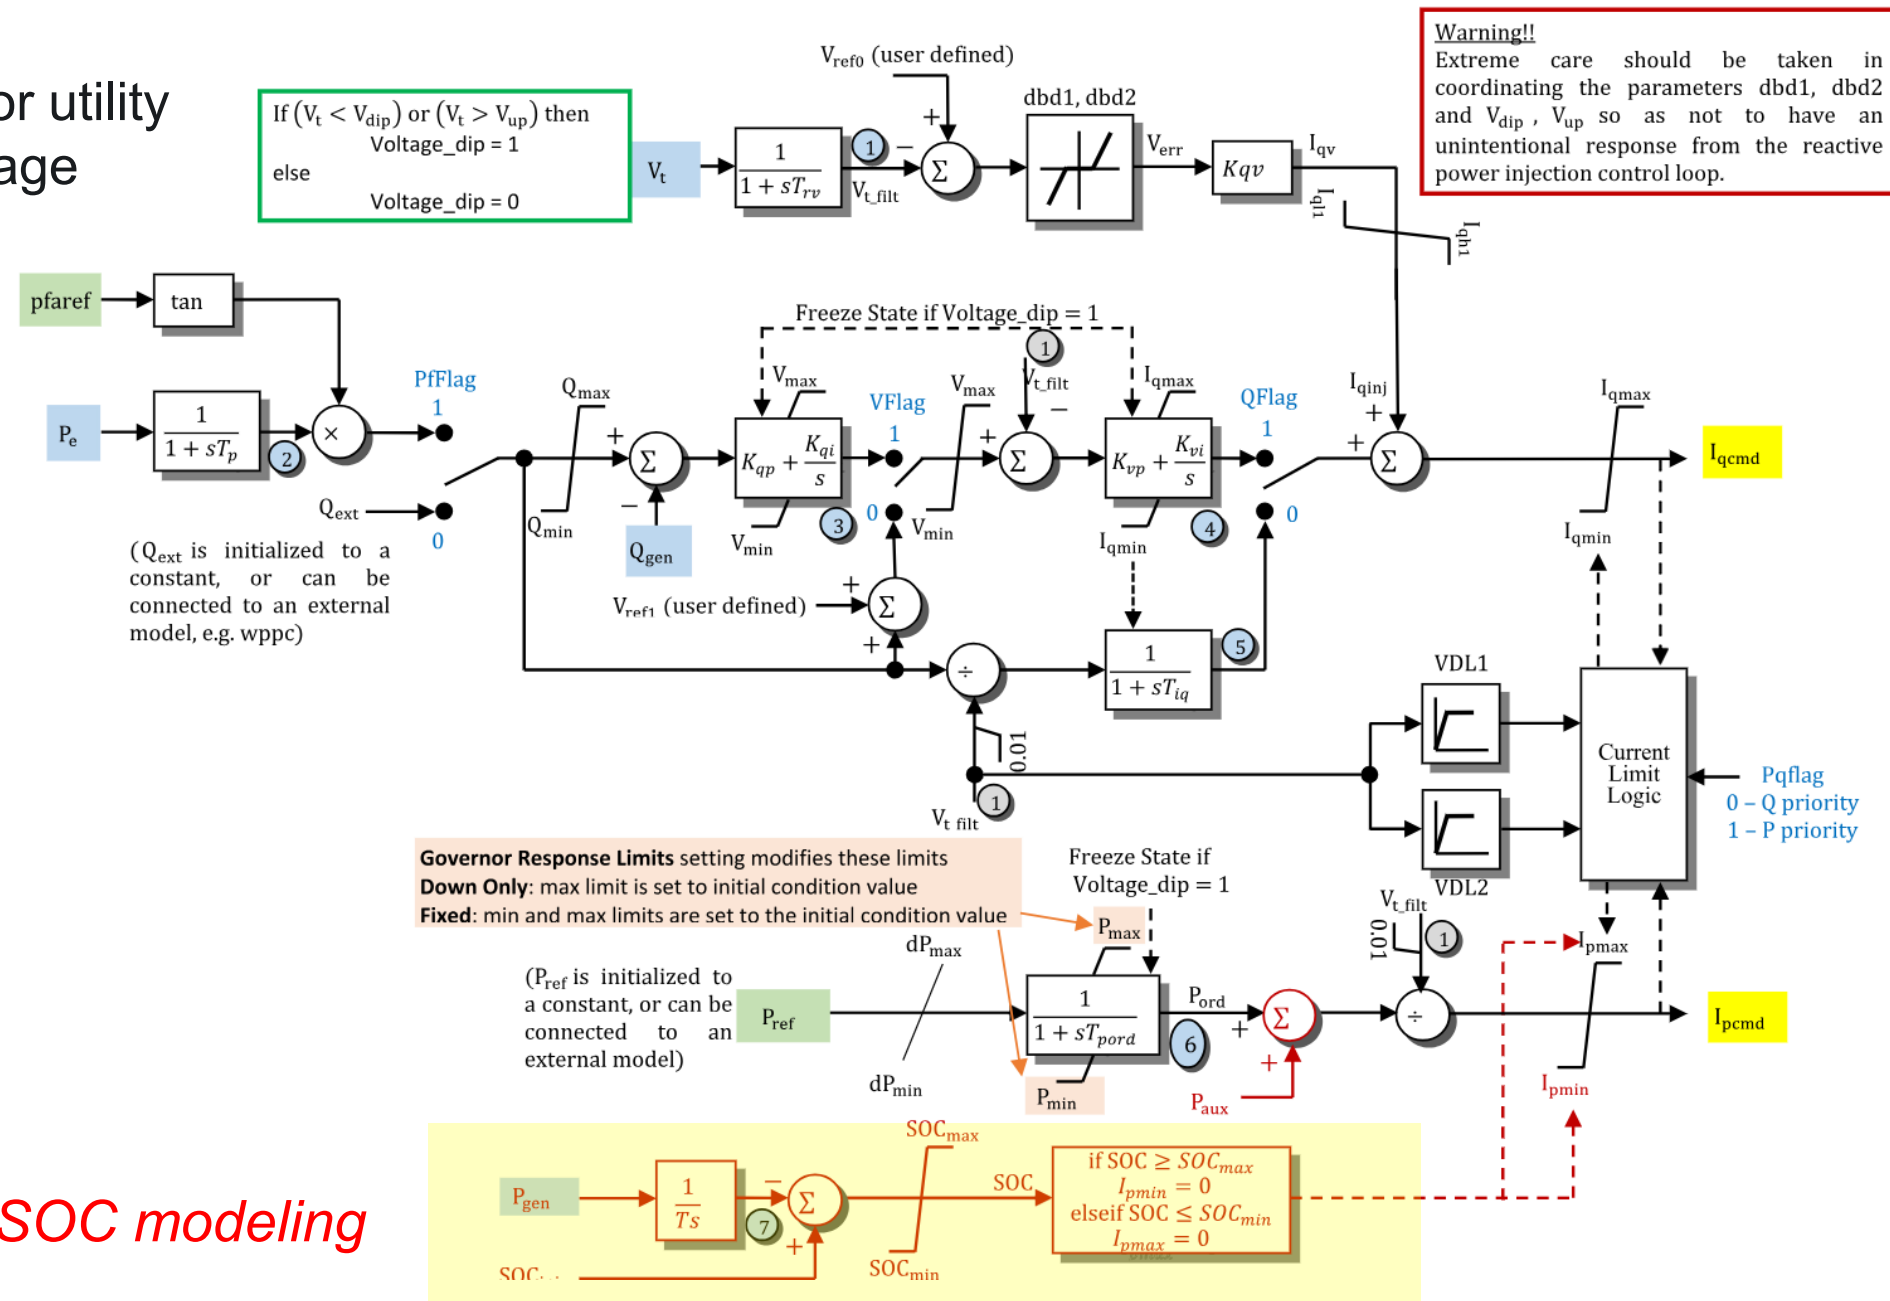 or utility
age
If (Vt < Vdip) or (Vt > Vup) then
Voltage_dip = 1
else
Voltage_dip = 0
Vt
1
1 + sTrv
1
−
Vt_filt
Vref0 (user defined)
+
Σ
dbd1, dbd2
Verr
Kqv
Iqv
Iql1
Iqh1
Warning!!
Extreme care should be taken in
coordinating the parameters dbd1, dbd2
and Vdip , Vup so as not to have an
unintentional response from the reactive
power injection control loop.
pfaref
tan
Freeze State if Voltage_dip = 1
Pe
1
1 + sTp
2
×
PfFlag
1
0
Qext
(Qext is initialized to a
constant, or can be
connected to an external
model, e.g. wppc)
Qmax
Qmin
+
Σ
−
Qgen
Vmax
Kqp + Kqi
s
Vmin
3
VFlag
1
0
Vmax
Vmin
1
Vt_filt
−
+
Σ
Iqmax
Kvp + Kvi
s
Iqmin
4
QFlag
1
0
Iqinj
+
+
Σ
Iqmax
Iqmin
Iqcmd
Vref1 (user defined)
+
Σ
+
÷
1
1 + sTiq
5
0.01
Vt filt
1
VDL1
VDL2
Current
Limit
Logic
Pqflag
0 – Q priority
1 – P priority
Governor Response Limits setting modifies these limits
Down Only: max limit is set to initial condition value
Fixed: min and max limits are set to the initial condition value
Freeze State if
Voltage_dip = 1
(Pref is initialized to
a constant, or can be
connected to an
external model)
Pref
dPmax
dPmin
Pmax
1
1 + sTpord
Pmin
Pord
6
+
Σ
+
Paux
Vt_filt
0.01
1
÷
Ipmax
Ipmin
Ipcmd
SOC modeling
Pgen
1
Ts
7
−
Σ
+
SOCmax
SOCmin
SOC
if SOC ≥ SOCmax
Ipmin = 0
elseif SOC ≤ SOCmin
Ipmax = 0